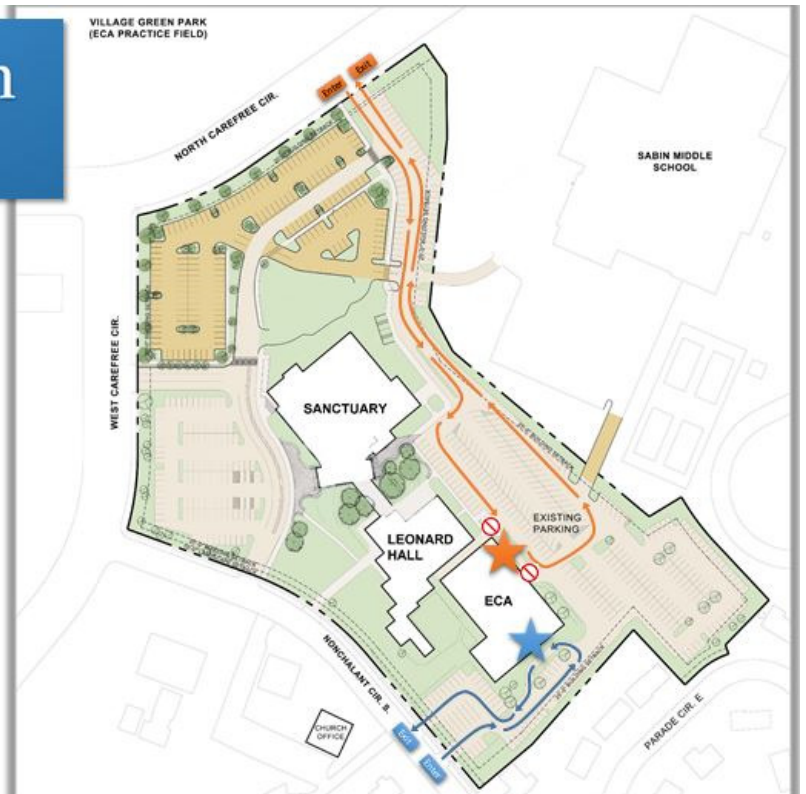 n
VILLAGE GREEN PARK
(ECA PRACTICE FIELD)
Enter
Exit
NORTH CAREFREE CIR.
SABIN MIDDLE
SCHOOL
WEST CAREFREE CIR.
SANCTUARY
LEONARD
HALL
EXISTING
PARKING
ECA
NONCHALANT CIR. S.
CHURCH
OFFICE
Exit
Enter
PARADE CIR. E